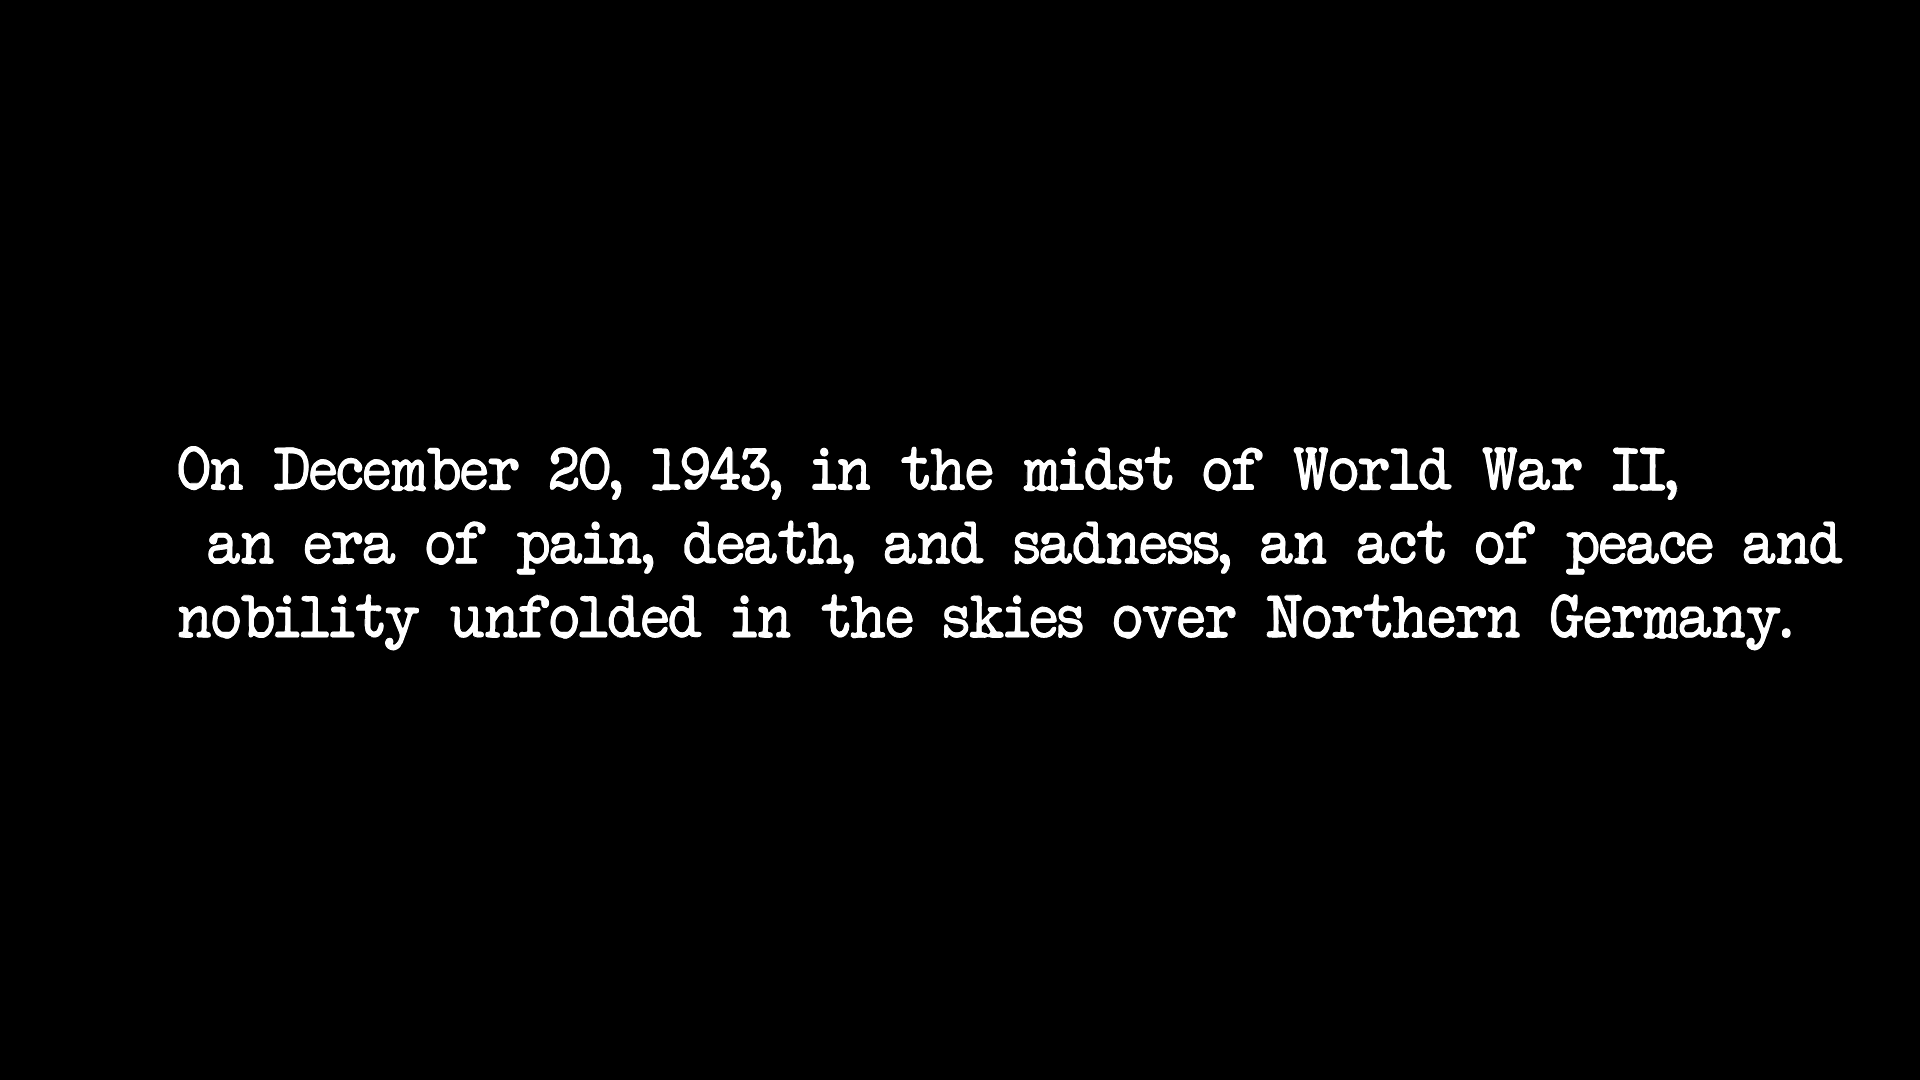 On December 20, 1943, in the midst of World War II,
an era of pain, death, and sadness, an act of peace and
nobility unfolded in the skies over Northern Germany.